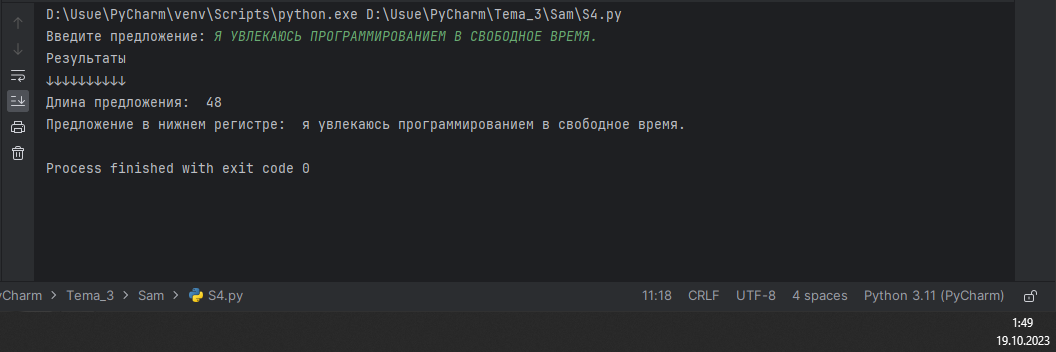 D:\Usue\PyCharm\venv\Scripts\python.exe D:\Usue\PyCharm\Tema_3\Sam\S4.py
Введите предложение: Я УВЛЕКАЮСЬ ПРОГРАММИРОВАНИЕМ В СВОБОДНОЕ ВРЕМЯ.
Результаты
↓↓↓↓↓↓↓↓↓↓
Длина предложения:  48
Предложение в нижнем регистре:  я увлекаюсь программированием в свободное время.
Process finished with exit code 0
yCharm > Tema_3 > Sam > S4.py 11:18 CRLF UTF-8 4 spaces Python 3.11 (PyCharm)
1:49
19.10.2023